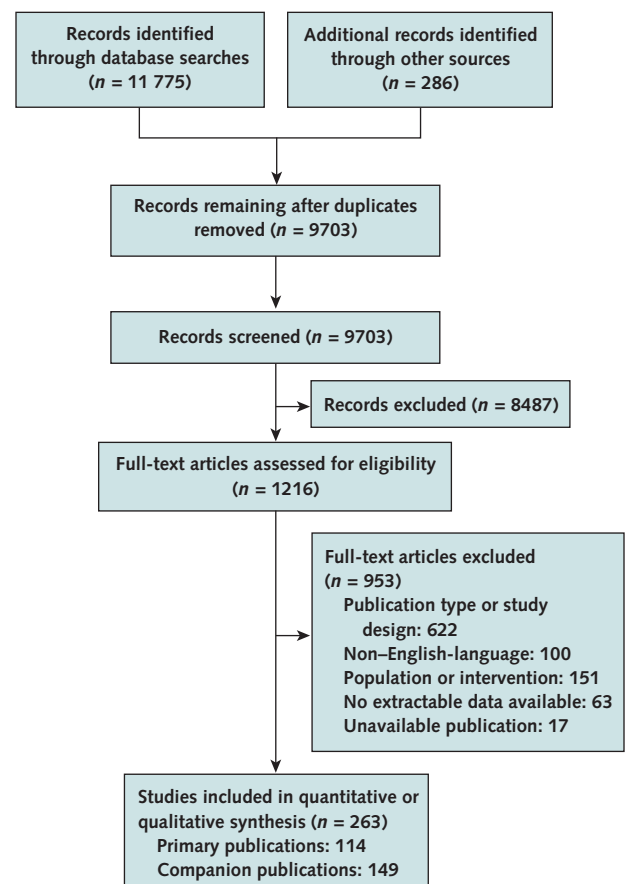 Records identified
through database searches
(n = 11 775)
Additional records identified
through other sources
(n = 286)
Records remaining after duplicates
removed (n = 9703)
Records screened (n = 9703)
Records excluded (n = 8487)
Full-text articles assessed for eligibility
(n = 1216)
Full-text articles excluded
(n = 953)
Publication type or study
design: 622
Non–English-language: 100
Population or intervention: 151
No extractable data available: 63
Unavailable publication: 17
Studies included in quantitative or
qualitative synthesis (n = 263)
Primary publications: 114
Companion publications: 149